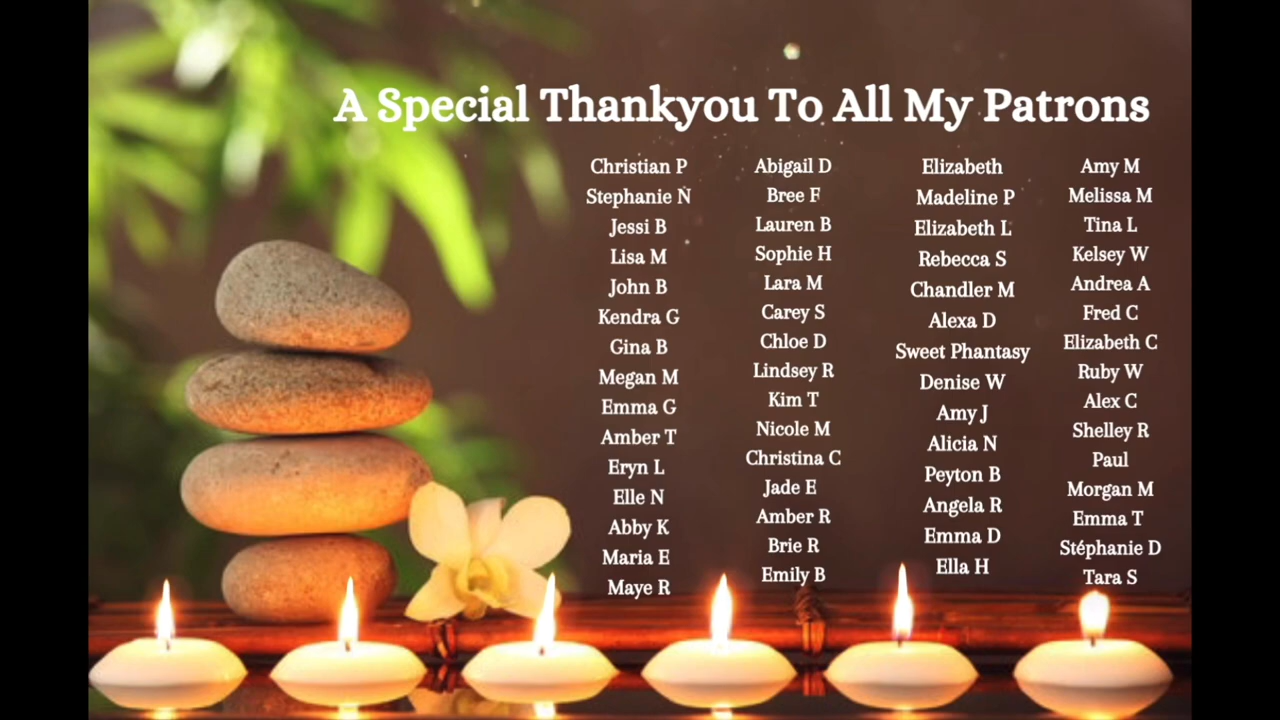 A Special Thankyou To All My Patrons
Christian P
Stephanie N
Jessi B
Lisa M
John B
Kendra G
Gina B
Megan M
Emma G
Amber T
Eryn L
Elle N
Abby K
Maria E
Maye R
Abigail D
Bree F
Lauren B
Sophie H
Lara M
Carey S
Chloe D
Lindsey R
Kim T
Nicole M
Christina C
Jade E
Amber R
Brie R
Emily B
Elizabeth
Madeline P
Elizabeth L
Rebecca S
Chandler M
Alexa D
Sweet Phantasy
Denise W
Amy J
Alicia N
Peyton B
Angela R
Emma D
Ella H
Amy M
Melissa M
Tina L
Kelsey W
Andrea A
Fred C
Elizabeth C
Ruby W
Alex C
Shelley R
Paul
Morgan M
Emma T
Stéphanie D
Tara S